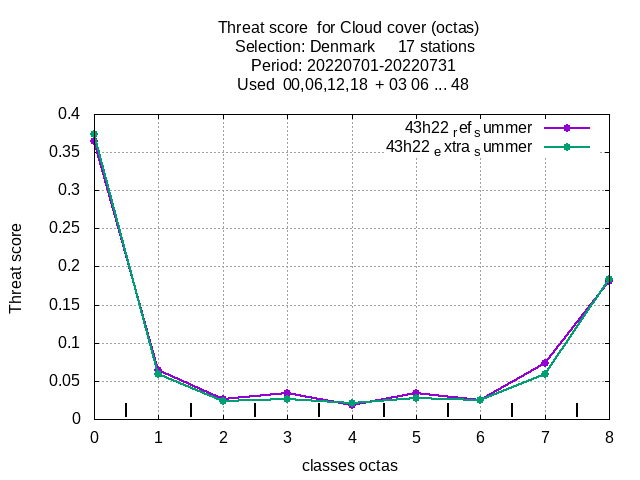 Threat score  for Cloud cover (octas)
Selection: Denmark     17 stations
Period: 20220701-20220731
Used  00,06,12,18  + 03 06 ... 48
43h22 ref summer
43h22 extra summer
0.4
0.35
0.3
0.25
0.2
0.15
0.1
0.05
0
Threat score
0 1 2 3 4 5 6 7 8
classes octas